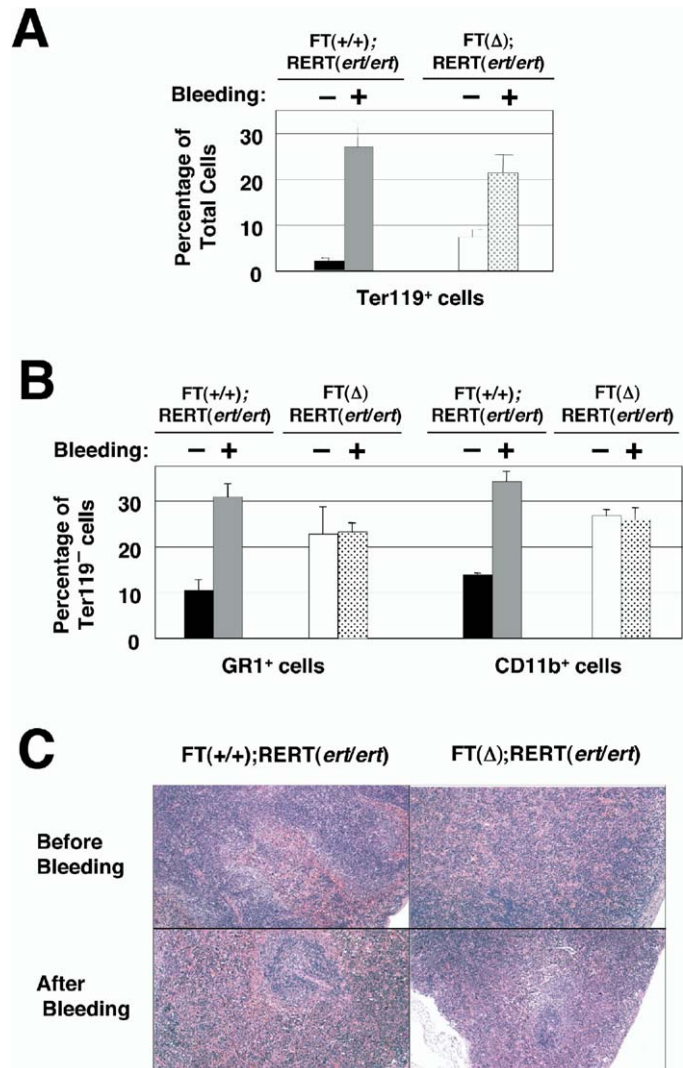 A
FT(+/+); FT(Δ);
RERT(ert/ert) RERT(ert/ert)
Bleeding: – + – +
Percentage of
Total Cells
30
20
10
0
Ter119⁺ cells
B
FT(+/+); FT(Δ) FT(+/+); FT(Δ)
RERT(ert/ert) RERT(ert/ert) RERT(ert/ert) RERT(ert/ert)
Bleeding: – + – + – + – +
Percentage of
Ter119⁻ cells
30
20
10
0
GR1⁺ cells CD11b⁺ cells
C
FT(+/+);RERT(ert/ert) FT(Δ);RERT(ert/ert)
Before
Bleeding
After
Bleeding